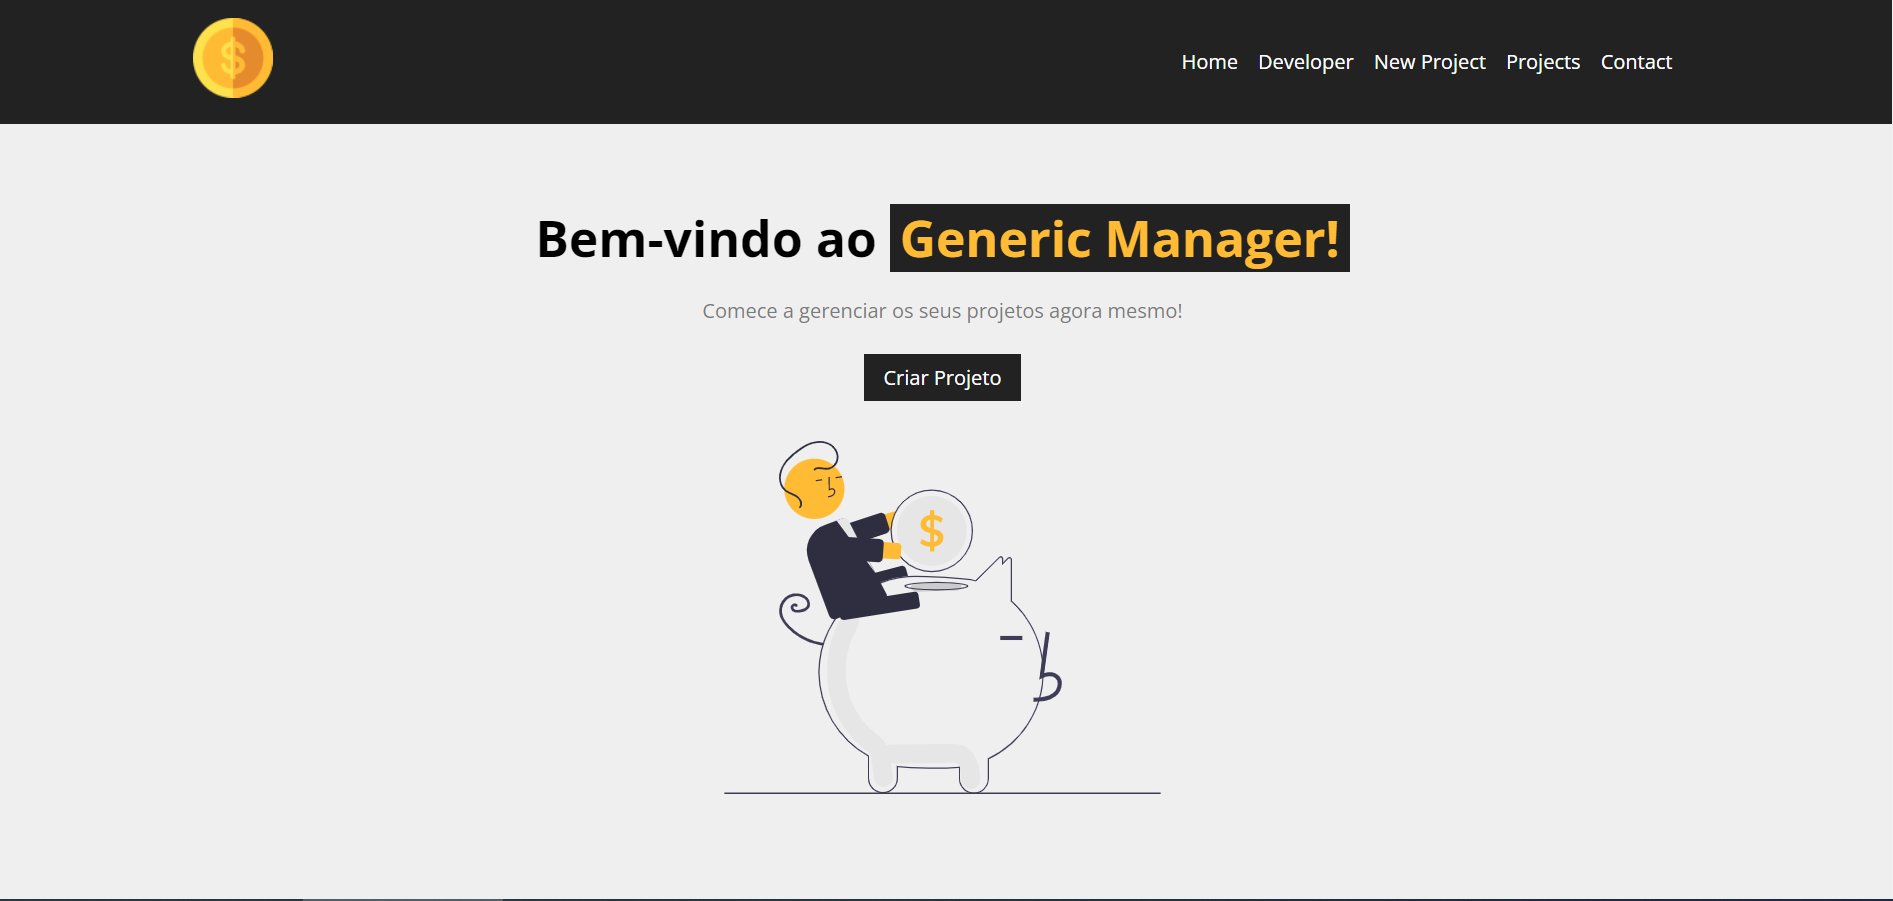 $
Home Developer New Project Projects Contact
Bem-vindo ao Generic Manager!
Comece a gerenciar os seus projetos agora mesmo!
Criar Projeto
$